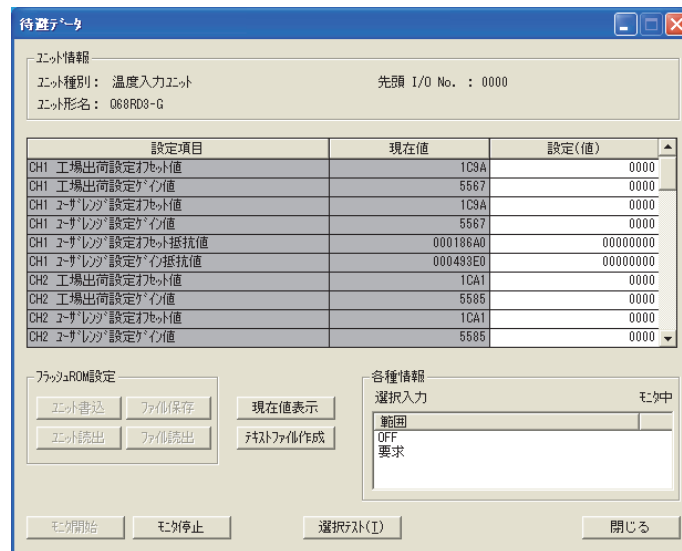 待避ﾃﾞｰﾀ
ﾕﾆｯﾄ情報
ﾕﾆｯﾄ種別： 温度入力ﾕﾆｯﾄ 先頭 I/O No. : 0000
ﾕﾆｯﾄ形名： Q68RD3-G
設定項目 現在値 設定(値)
CH1 工場出荷設定ｵﾌｾｯﾄ値 1C9A 0000
CH1 工場出荷設定ｹﾞｲﾝ値 5567 0000
CH1 ﾕｰｻﾞﾚﾝｼﾞ設定ｵﾌｾｯﾄ値 1C9A 0000
CH1 ﾕｰｻﾞﾚﾝｼﾞ設定ｹﾞｲﾝ値 5567 0000
CH1 ﾕｰｻﾞﾚﾝｼﾞ設定ｵﾌｾｯﾄ抵抗値 000186A0 00000000
CH1 ﾕｰｻﾞﾚﾝｼﾞ設定ｹﾞｲﾝ抵抗値 000493E0 00000000
CH2 工場出荷設定ｵﾌｾｯﾄ値 1CA1 0000
CH2 工場出荷設定ｹﾞｲﾝ値 5585 0000
CH2 ﾕｰｻﾞﾚﾝｼﾞ設定ｵﾌｾｯﾄ値 1CA1 0000
CH2 ﾕｰｻﾞﾚﾝｼﾞ設定ｹﾞｲﾝ値 5585 0000
ﾌﾗｯｼｭROM設定
ﾕﾆｯﾄ書込 ﾌｧｲﾙ保存 現在値表示
ﾕﾆｯﾄ読出 ﾌｧｲﾙ読出 ﾃｷｽﾄﾌｧｲﾙ作成
各種情報
選択入力 ﾓﾆﾀ中
範囲
OFF
要求
ﾓﾆﾀ開始 ﾓﾆﾀ停止 選択ﾃｽﾄ(T) 閉じる